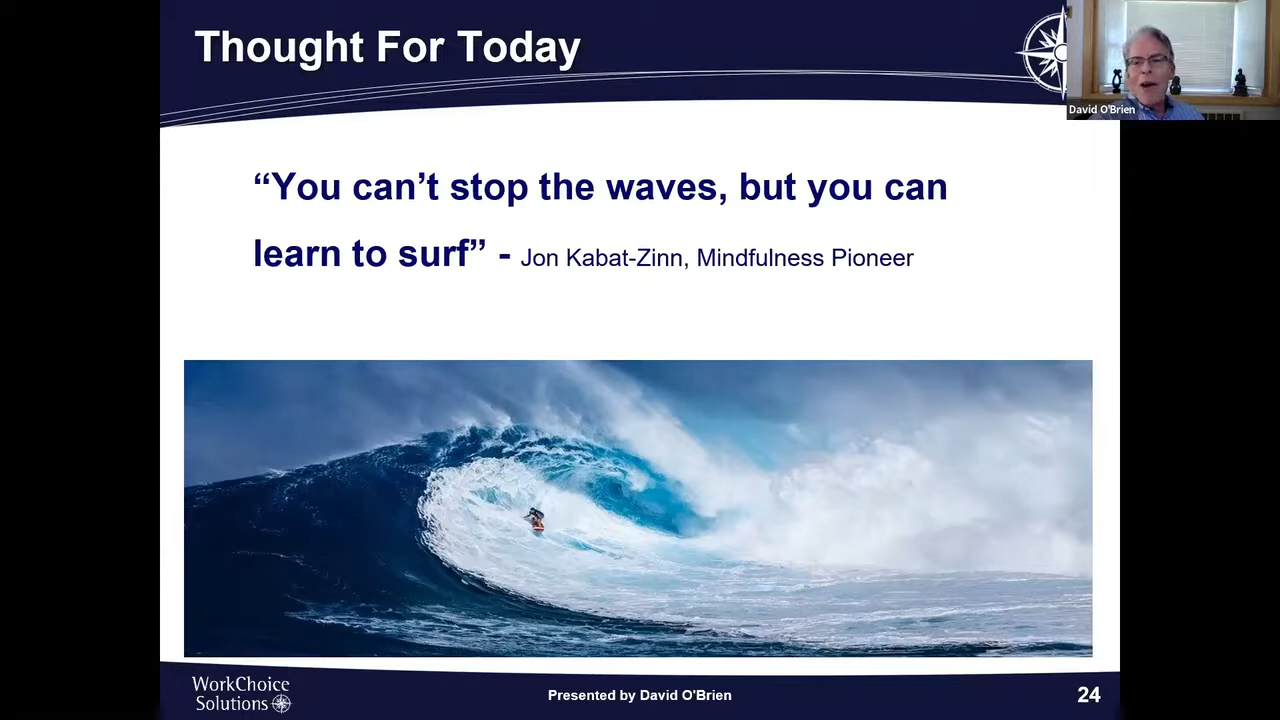 Thought For Today
David O'Brien
“You can’t stop the waves, but you can
learn to surf” - Jon Kabat-Zinn, Mindfulness Pioneer
WorkChoice
Solutions
Presented by David O'Brien
24